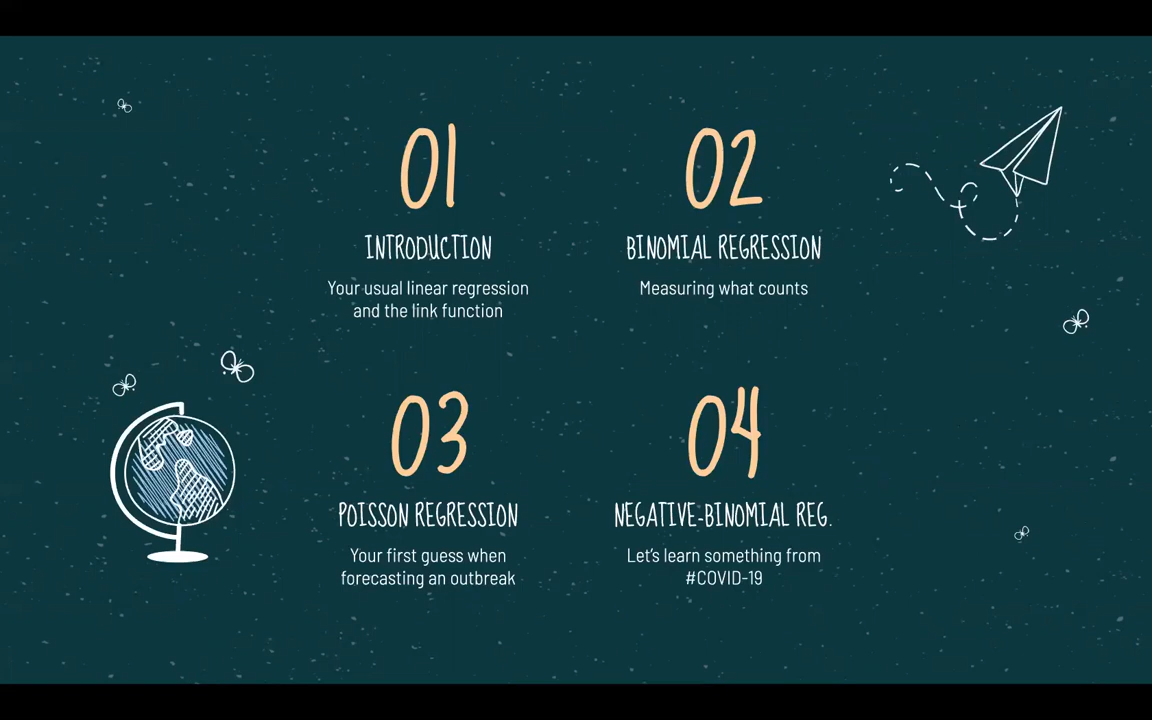 01
INTRODUCTION
Your usual linear regression
and the link function
02
BINOMIAL REGRESSION
Measuring what counts
03
POISSON REGRESSION
Your first guess when
forecasting an outbreak
04
NEGATIVE-BINOMIAL REG.
Let's learn something from
#COVID-19